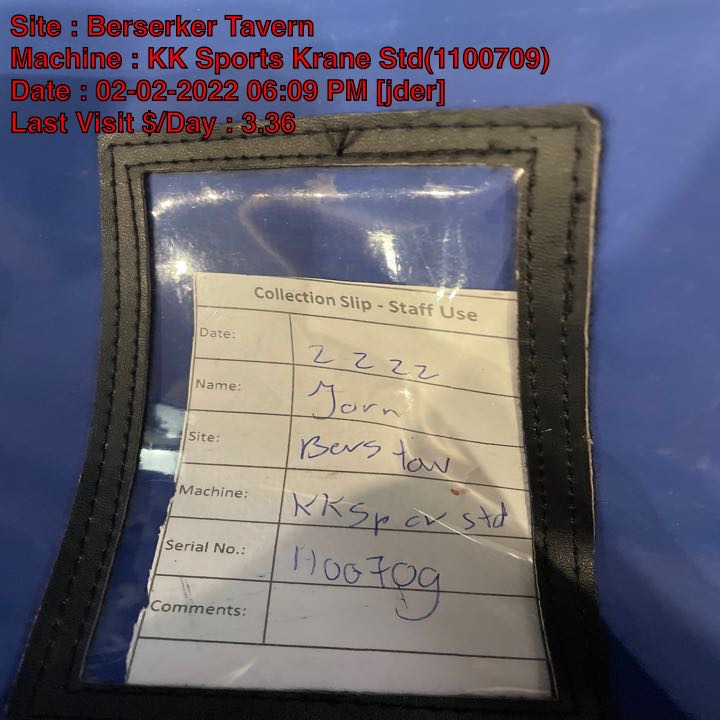 Site : Berserker Tavern
Machine : KK Sports Krane Std(1100709)
Date : 02-02-2022 06:09 PM [jder]
Last Visit $/Day : 3.36
Collection Slip - Staff Use
Date: 2 2 22
Name: Jorn
Site: Bers tav
Machine: KK Sp cr std
Serial No.: 1100709
Comments: